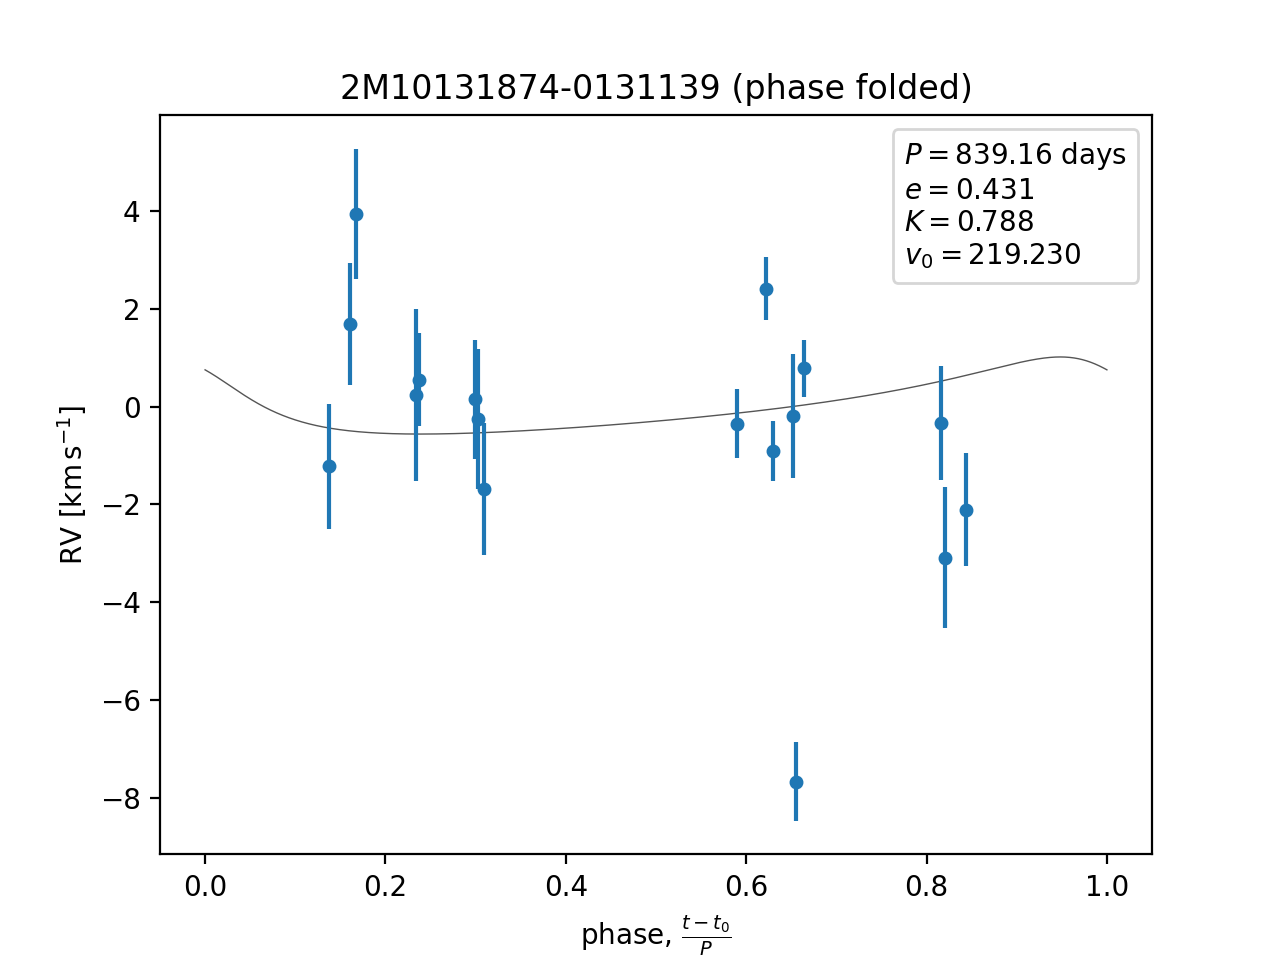 2M10131874-0131139 (phase folded)
P = 839.16 days
e = 0.431
K = 0.788
v₀ = 219.230
RV [km s⁻¹]
4
2
0
−2
−4
−6
−8
0.0 0.2 0.4 0.6 0.8 1.0
phase, (t − t₀)/P